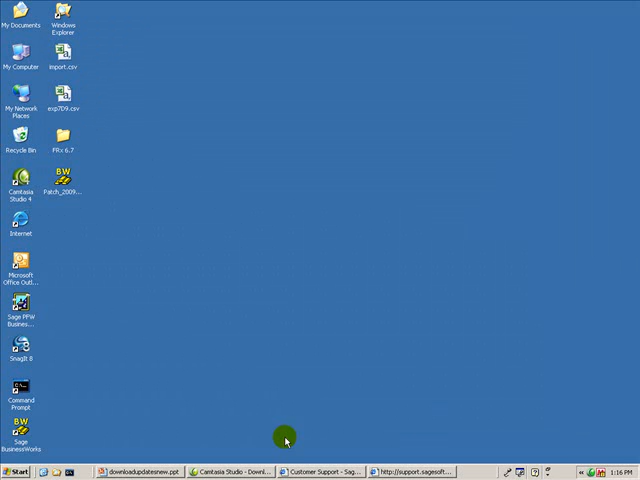 My Documents
Windows
Explorer
My Computer
import.csv
My Network
Places
exp7D9.csv
Recycle Bin
FRx 6.7
BW
Camtasia
Studio 4
Patch_2009...
Internet
Microsoft
Office Outl...
Sage PFW
Busines...
SnagIt 8
C:\_
Command
Prompt
BW
Sage
BusinessWorks
Start
downloadupdatesnew.ppt
Camtasia Studio - Downl...
Customer Support - Sag...
http://support.sagesoft...
1:16 PM